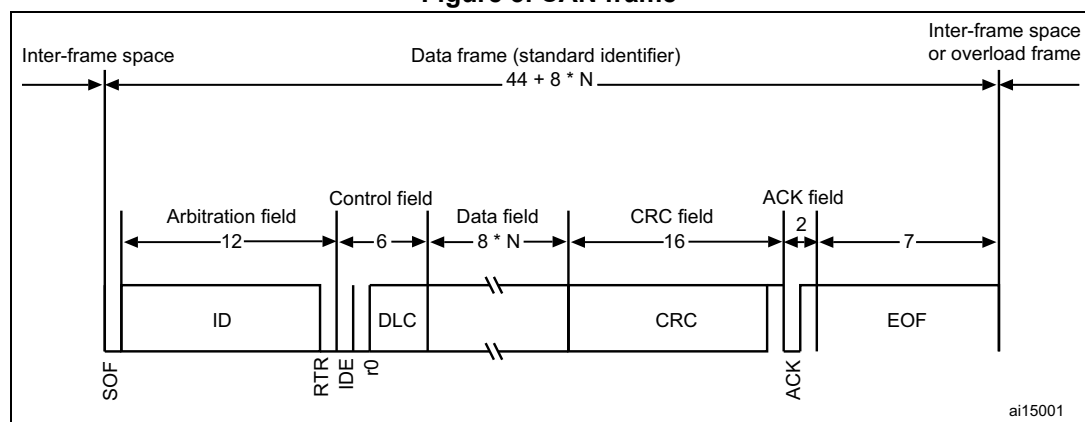 Figure 3. CAN frame
Inter-frame space
Data frame (standard identifier)
44 + 8 * N
Inter-frame space
or overload frame
Control field
ACK field
Arbitration field
Data field
CRC field
2
12
6
8 * N
16
7
ID
DLC
CRC
EOF
SOF
RTR
IDE
r0
ACK
ai15001